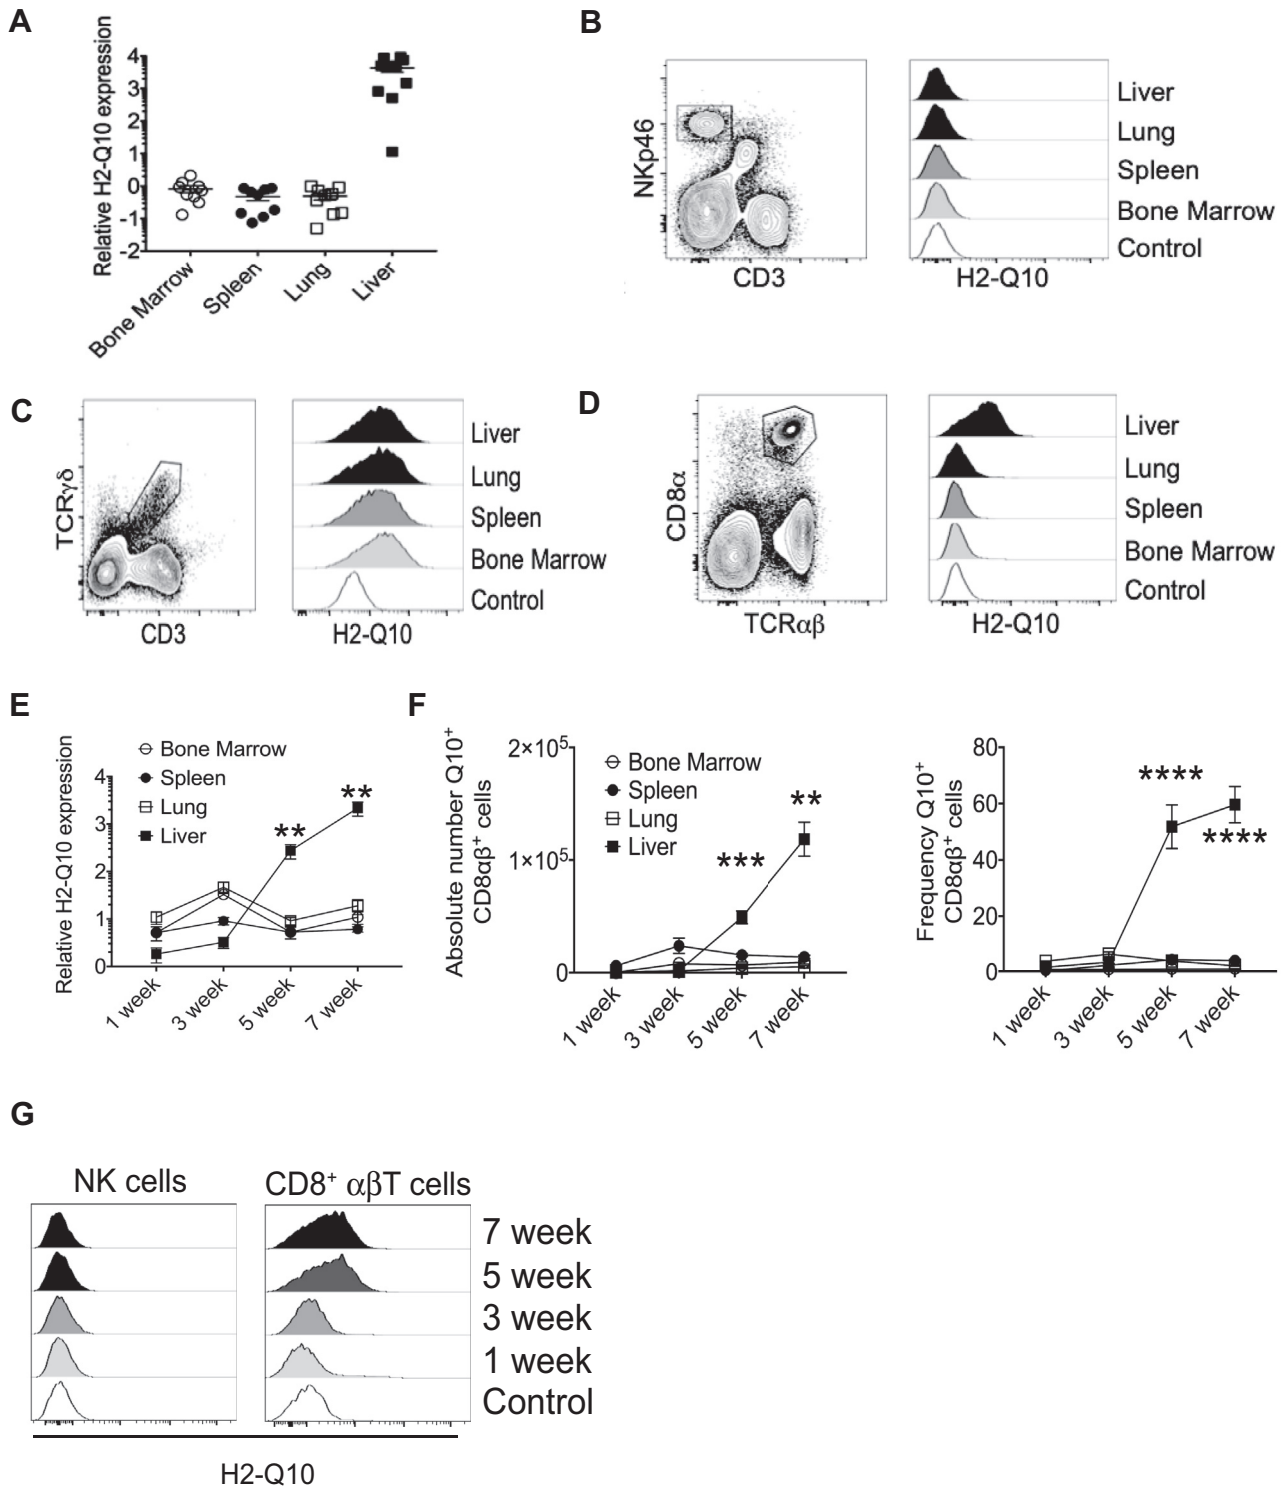 A
Relative H2-Q10 expression
4
3
2
1
0
-1
-2
Bone Marrow
Spleen
Lung
Liver
B
NKp46
CD3
Liver
Lung
Spleen
Bone Marrow
Control
H2-Q10
C
TCRγδ
CD3
Liver
Lung
Spleen
Bone Marrow
Control
H2-Q10
D
CD8α
TCRαβ
Liver
Lung
Spleen
Bone Marrow
Control
H2-Q10
E
Relative H2-Q10 expression
4
3
2
1
0
Bone Marrow
Spleen
Lung
Liver
**
**
1 week
3 week
5 week
7 week
F
Absolute number Q10⁺
CD8αβ⁺ cells
2×10⁵
1×10⁵
0
Bone Marrow
Spleen
Lung
Liver
***
**
1 week
3 week
5 week
7 week
Frequency Q10⁺
CD8αβ⁺ cells
80
60
40
20
0
****
****
1 week
3 week
5 week
7 week
G
NK cells
CD8⁺ αβT cells
7 week
5 week
3 week
1 week
Control
H2-Q10